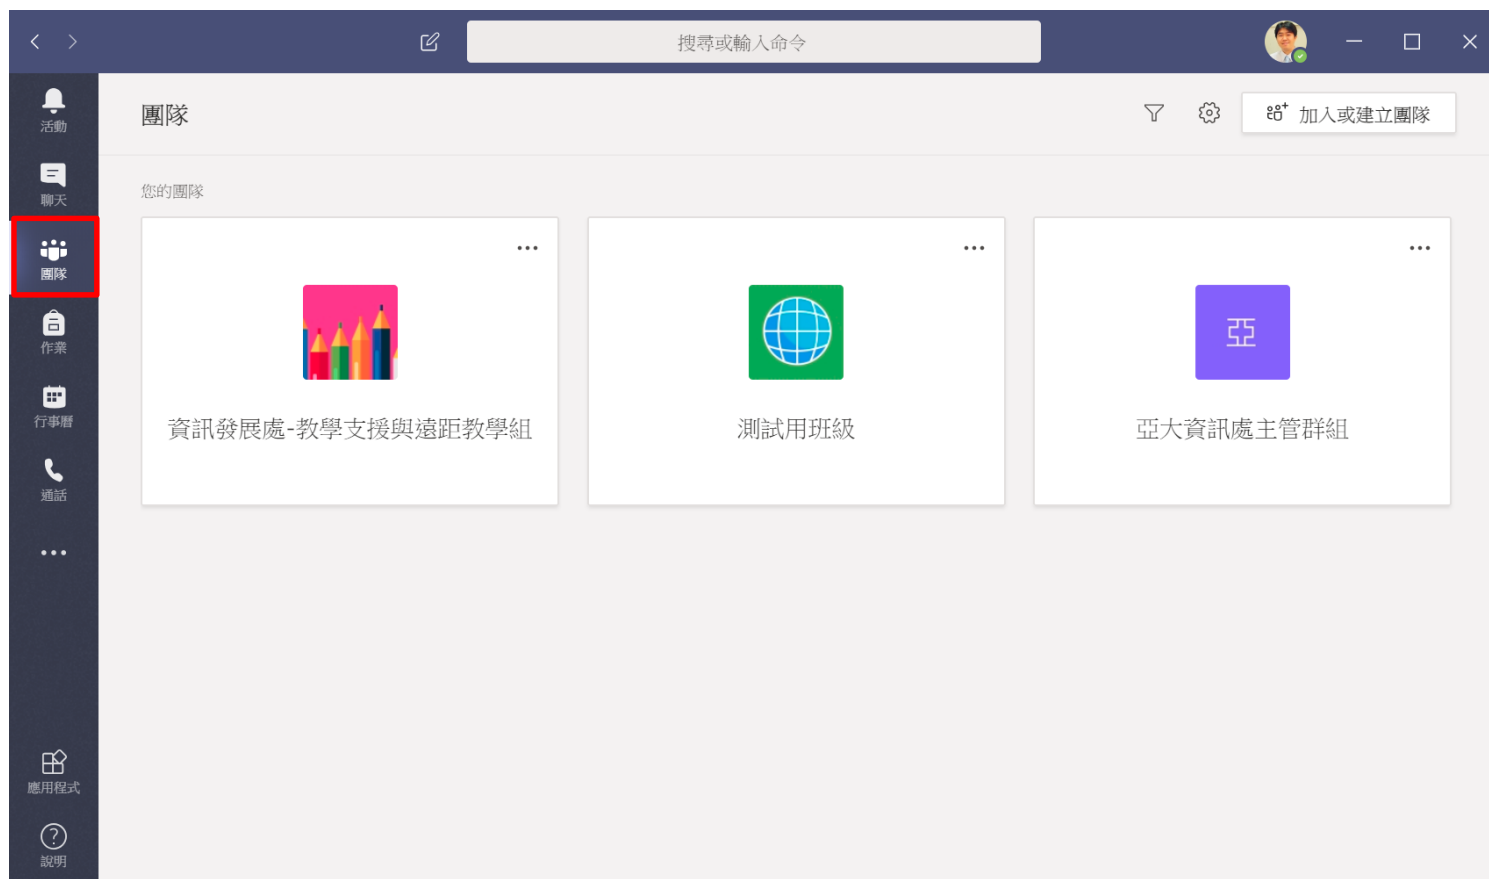 搜尋或輸入命令
活動
聊天
團隊
作業
行事曆
通話
應用程式
說明
團隊
加入或建立團隊
您的團隊
資訊發展處-教學支援與遠距教學組
測試用班級
亞
亞大資訊處主管群組